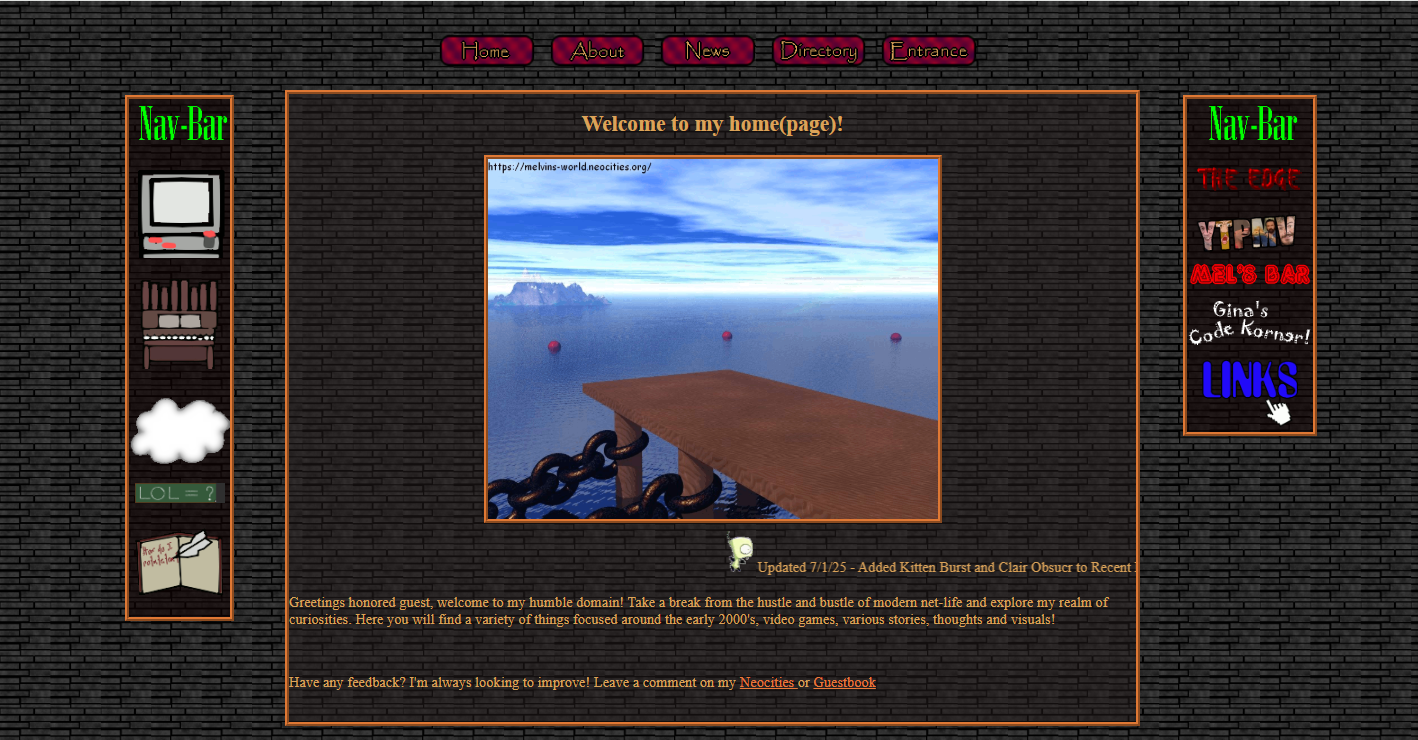 Home About News Directory Entrance
Nav-Bar
LOL = ?
How do I
Welcome to my home(page)!
https://melvins-world.neocities.org/
Updated 7/1/25 - Added Kitten Burst and Clair Obsucr to Recent
Greetings honored guest, welcome to my humble domain! Take a break from the hustle and bustle of modern net-life and explore my realm of
curiosities. Here you will find a variety of things focused around the early 2000's, video games, various stories, thoughts and visuals!
Have any feedback? I'm always looking to improve! Leave a comment on my Neocities or Guestbook
Nav-Bar
THE EDGE
YTPMV
MEL'S BAR
Gina's
Code Korner!
LINKS